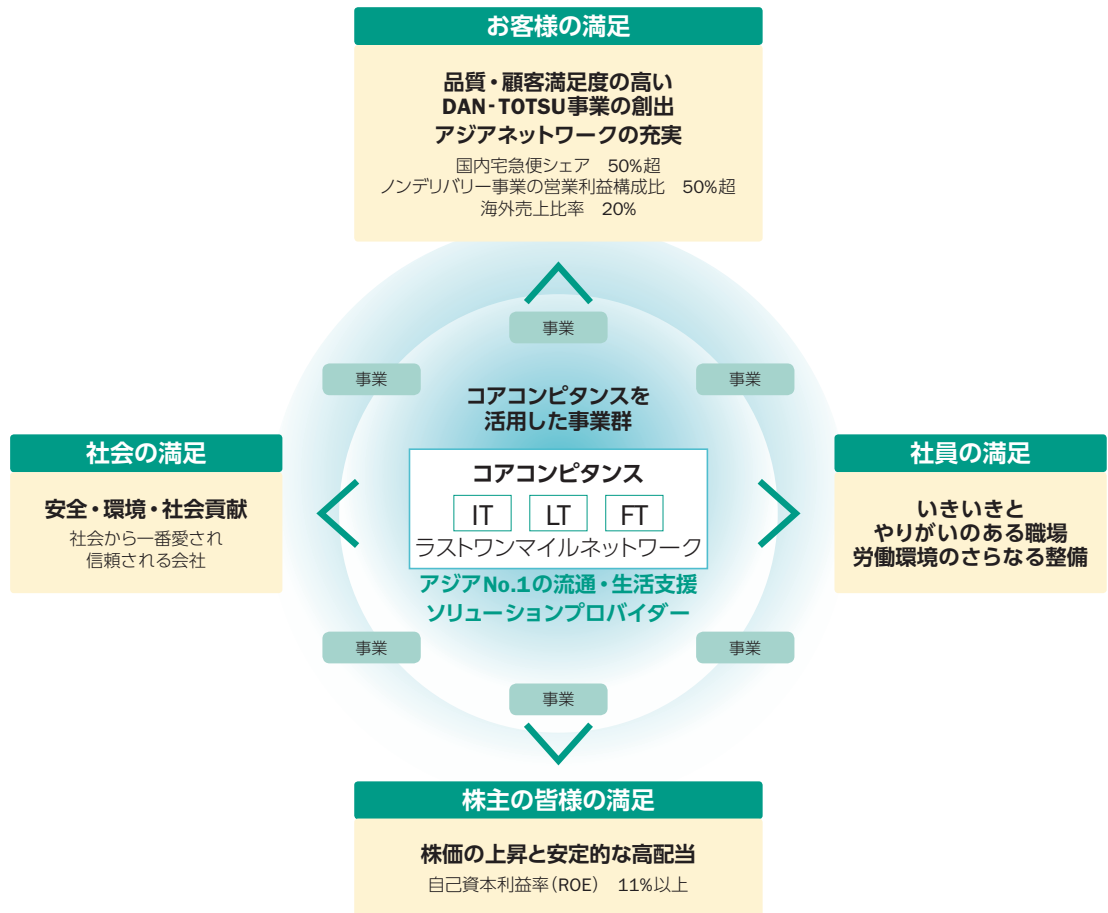 お客様の満足
品質・顧客満足度の高い
DAN-TOTSU事業の創出
アジアネットワークの充実
国内宅急便シェア　50%超
ノンデリバリー事業の営業利益構成比　50%超
海外売上比率　20%
事業
事業
事業
コアコンピタンスを
活用した事業群
社会の満足
安全・環境・社会貢献
社会から一番愛され
信頼される会社
コアコンピタンス
IT LT FT
ラストワンマイルネットワーク
アジアNo.1の流通・生活支援
ソリューションプロバイダー
社員の満足
いきいきと
やりがいのある職場
労働環境のさらなる整備
事業
事業
事業
株主の皆様の満足
株価の上昇と安定的な高配当
自己資本利益率(ROE)　11%以上